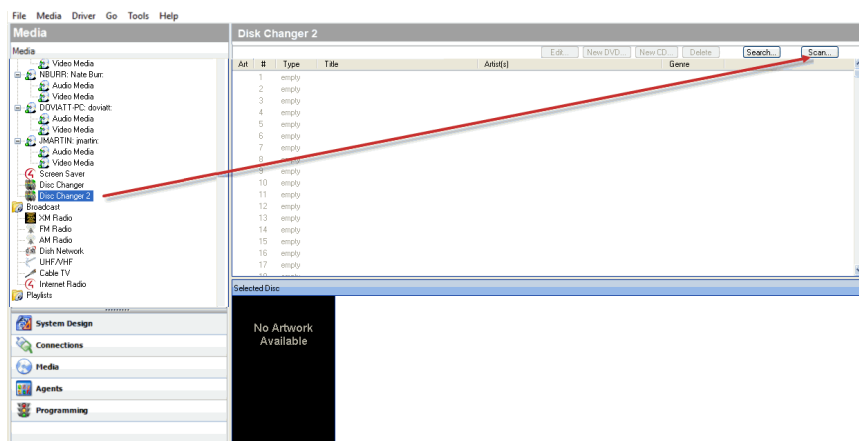 File Media Driver Go Tools Help
Media
Disk Changer 2
Media
Edit... New DVD... New CD... Delete Search... Scan...
Art # Type Title Artist(s) Genre
Video Media
NBURR: Nate Burr:
Audio Media
Video Media
DOVIATT-PC: doviatt:
Audio Media
Video Media
JMARTIN: jmartin:
Audio Media
Video Media
Screen Saver
Disc Changer
Disc Changer 2
Broadcast
XM Radio
FM Radio
AM Radio
Dish Network
UHF/VHF
Cable TV
Internet Radio
Playlists
1 empty
2 empty
3 empty
4 empty
5 empty
6 empty
7 empty
8 empty
9 empty
10 empty
11 empty
12 empty
13 empty
14 empty
15 empty
16 empty
17 empty
Selected Disc
No Artwork
Available
System Design
Connections
Media
Agents
Programming